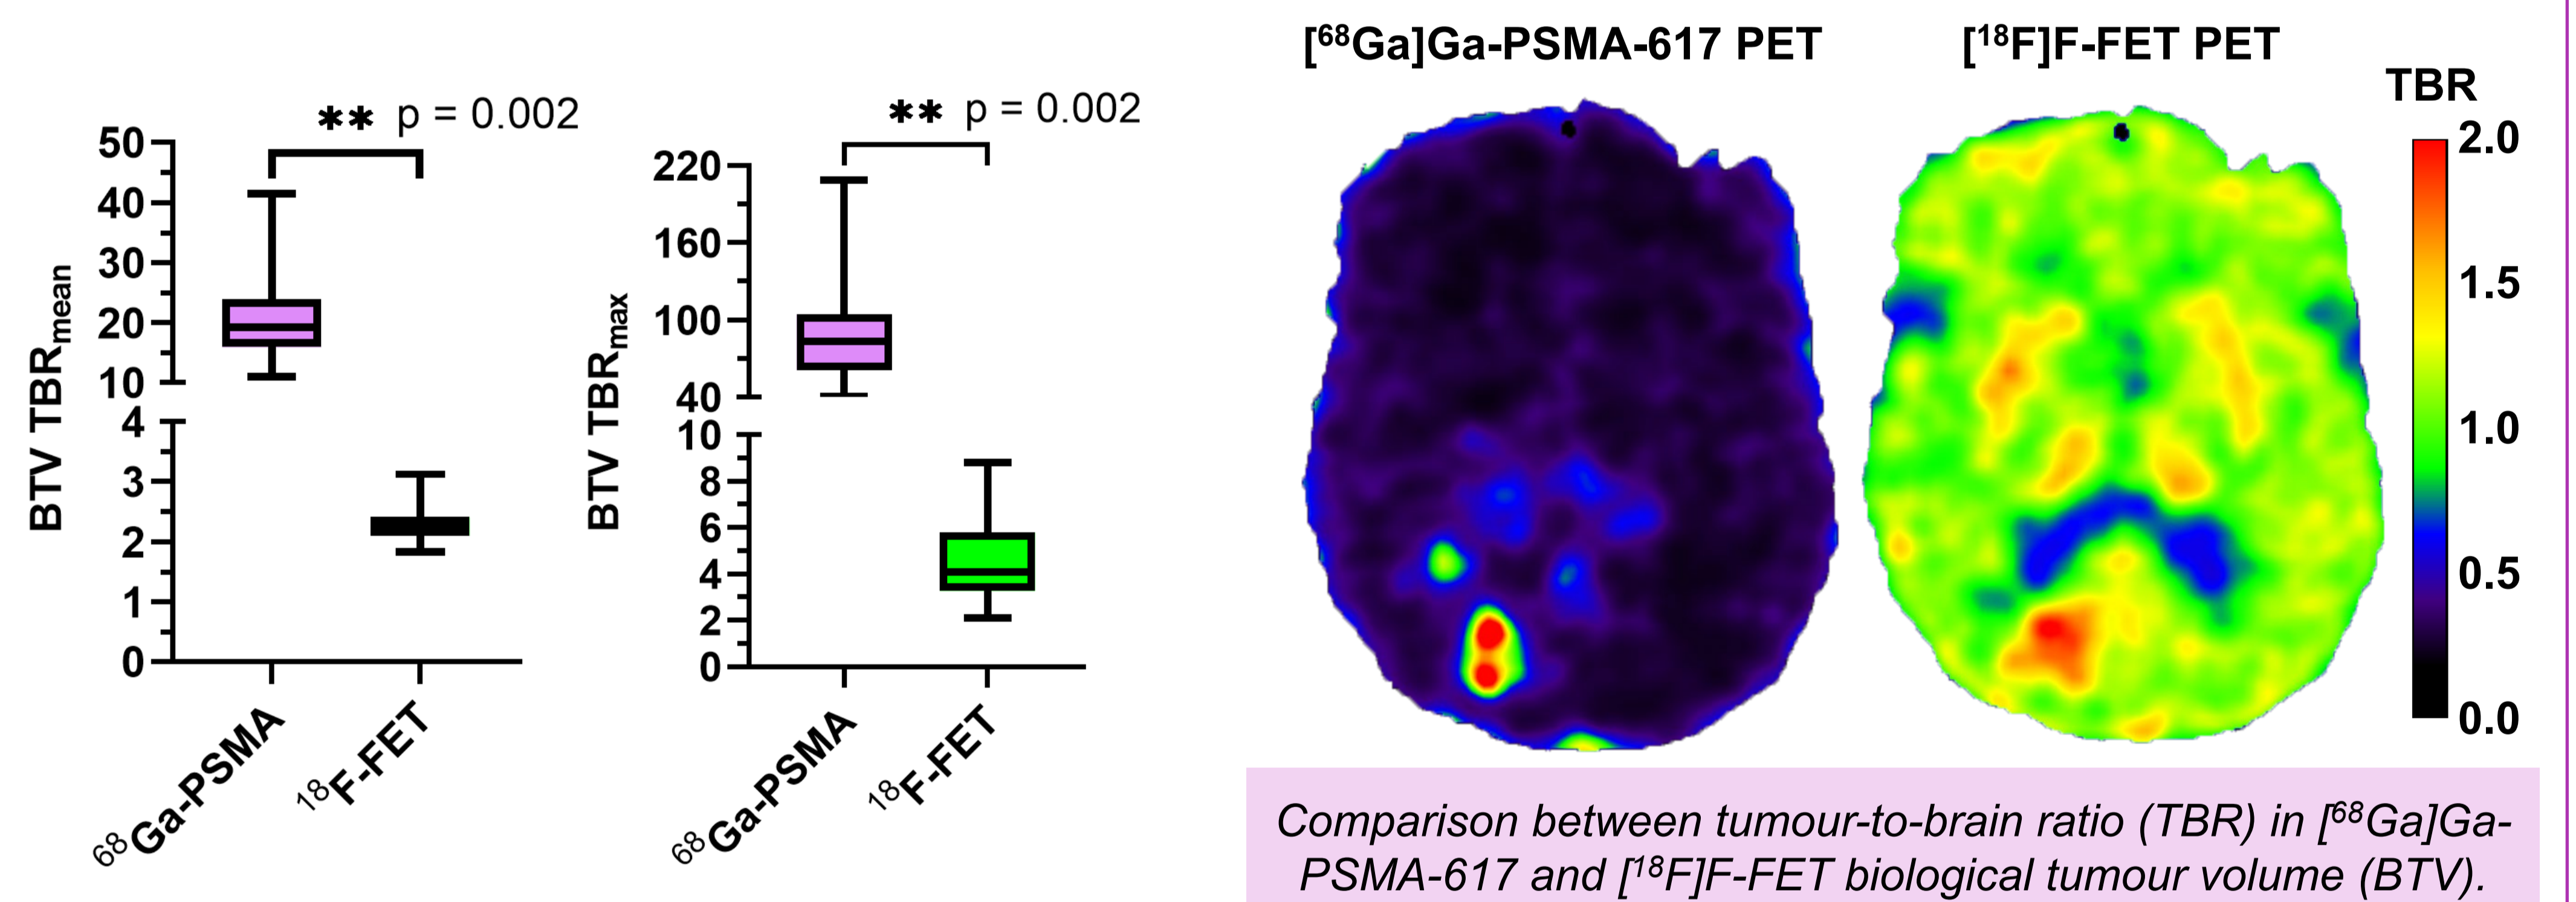 ** p = 0.002
50
40
30
20
10
4
3
2
1
0
BTV TBRmean
68Ga-PSMA
18F-FET
** p = 0.002
220
160
100
40
10
8
6
4
2
0
BTV TBRmax
68Ga-PSMA
18F-FET
[68Ga]Ga-PSMA-617 PET
[18F]F-FET PET
TBR
2.0
1.5
1.0
0.5
0.0
Comparison between tumour-to-brain ratio (TBR) in [68Ga]Ga-
PSMA-617 and [18F]F-FET biological tumour volume (BTV).